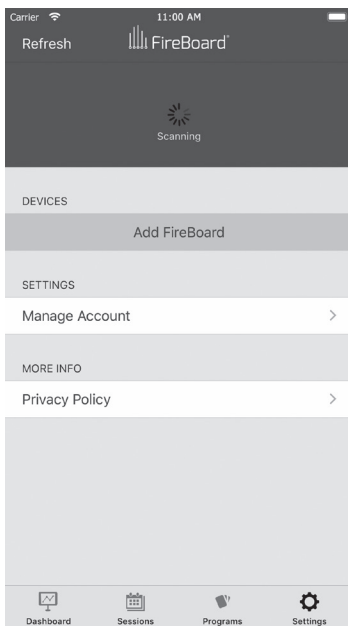 Carrier 11:00 AM
Refresh FireBoard
Scanning
DEVICES
Add FireBoard
SETTINGS
Manage Account
MORE INFO
Privacy Policy
Dashboard Sessions Programs Settings